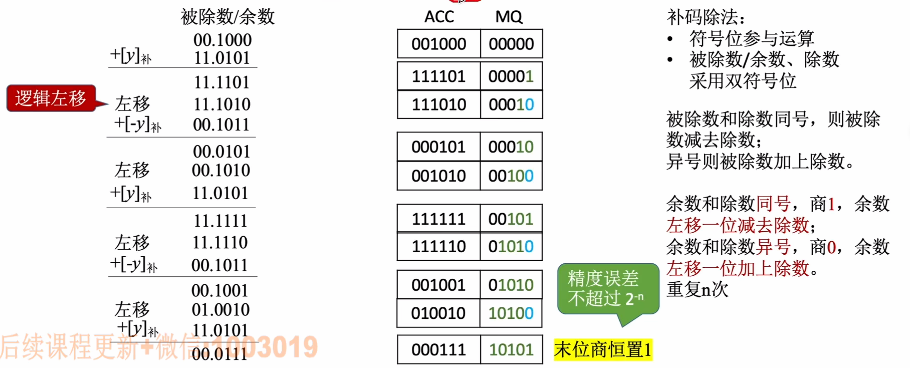 被除数/余数
00.1000
+[y]补 11.0101
11.1101
逻辑左移
左移 11.1010
+[-y]补 00.1011
00.0101
左移 00.1010
+[y]补 11.0101
11.1111
左移 11.1110
+[-y]补 00.1011
00.1001
左移 01.0010
+[y]补 11.0101
00.0111
ACC MQ
001000 00000
111101 00001
111010 00010
000101 00010
001010 00100
111111 00101
111110 01010
001001 01010
010010 10100
000111 10101
精度误差
不超过 2⁻ⁿ
末位商恒置1
补码除法：
• 符号位参与运算
• 被除数/余数、除数
采用双符号位
被除数和除数同号，则被除
数减去除数；
异号则被除数加上除数。
余数和除数同号，商1，余数
左移一位减去除数；
余数和除数异号，商0，余数
左移一位加上除数。
重复n次
后续课程更新+微信:1003019